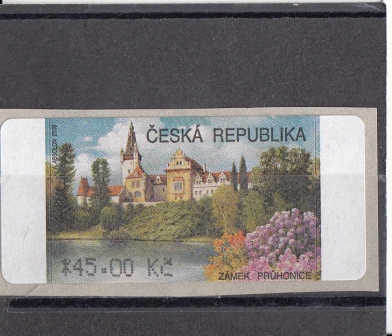 ČESKÁ REPUBLIKA
*45.00 Kč
ZÁMEK PRŮHONICE